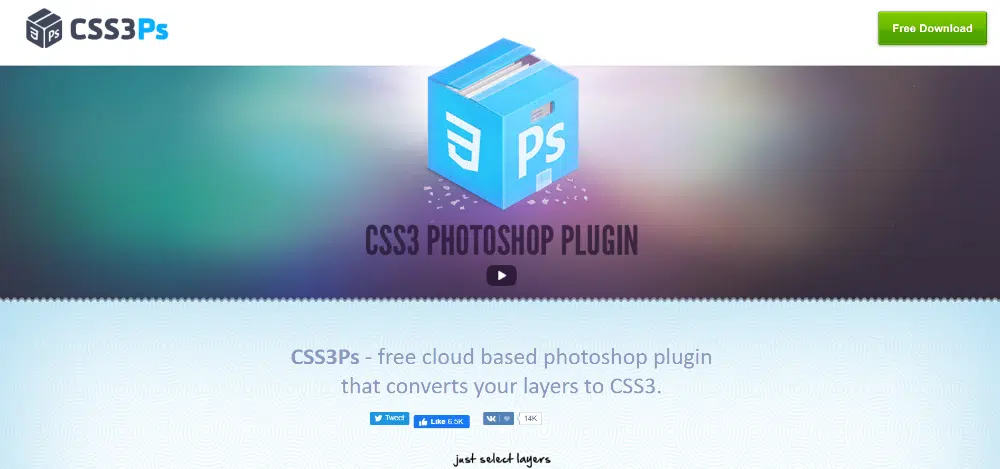 CSS3Ps
Free Download
Ps
CSS3 PHOTOSHOP PLUGIN
CSS3Ps - free cloud based photoshop plugin
that converts your layers to CSS3.
Tweet
Like 6.5K
14K
just select layers